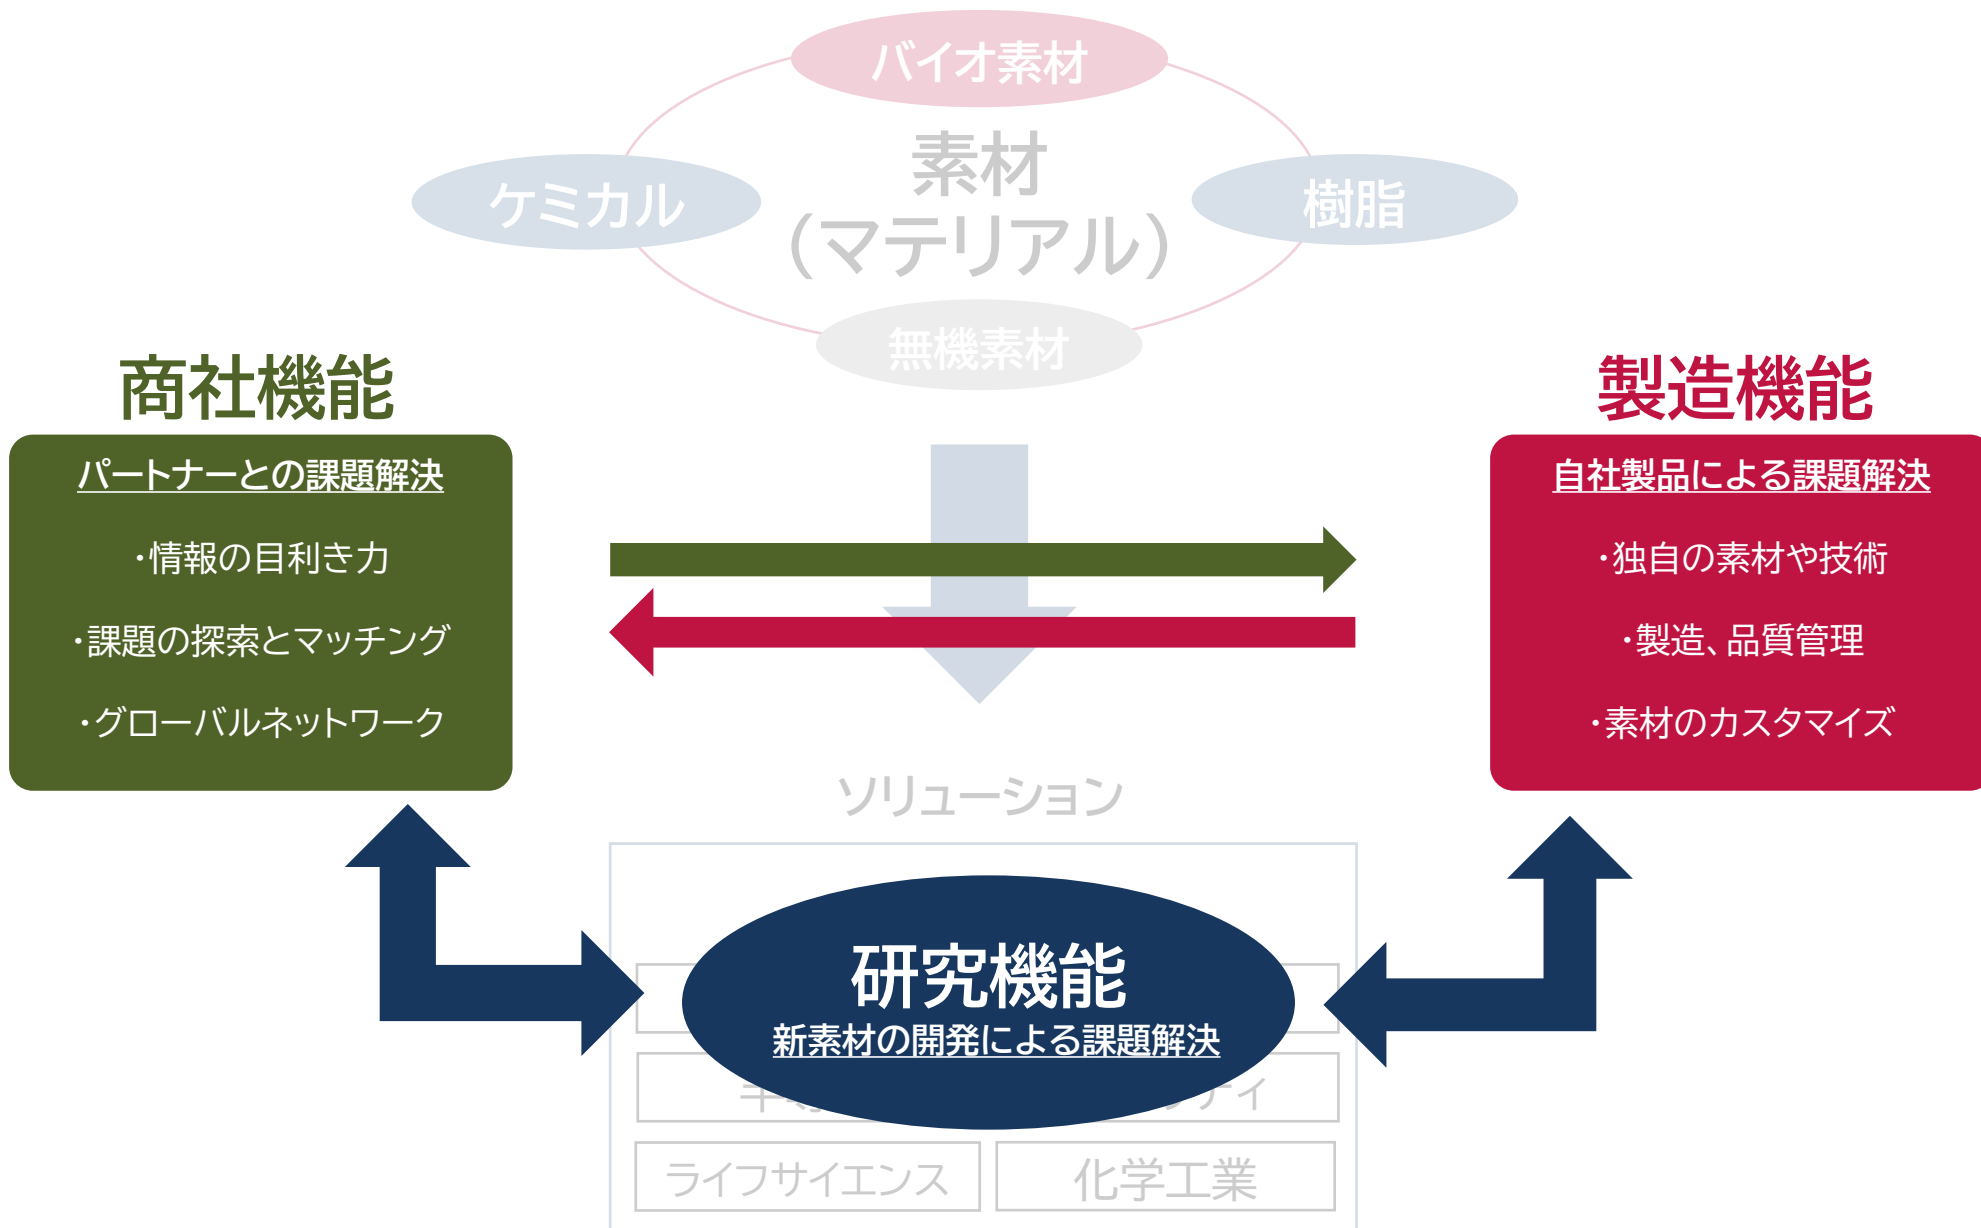 バイオ素材
素材
(マテリアル)
ケミカル
樹脂
無機素材
商社機能
パートナーとの課題解決
・情報の目利き力
・課題の探索とマッチング
・グローバルネットワーク
製造機能
自社製品による課題解決
・独自の素材や技術
・製造、品質管理
・素材のカスタマイズ
ソリューション
研究機能
新素材の開発による課題解決
ライフサイエンス
化学工業